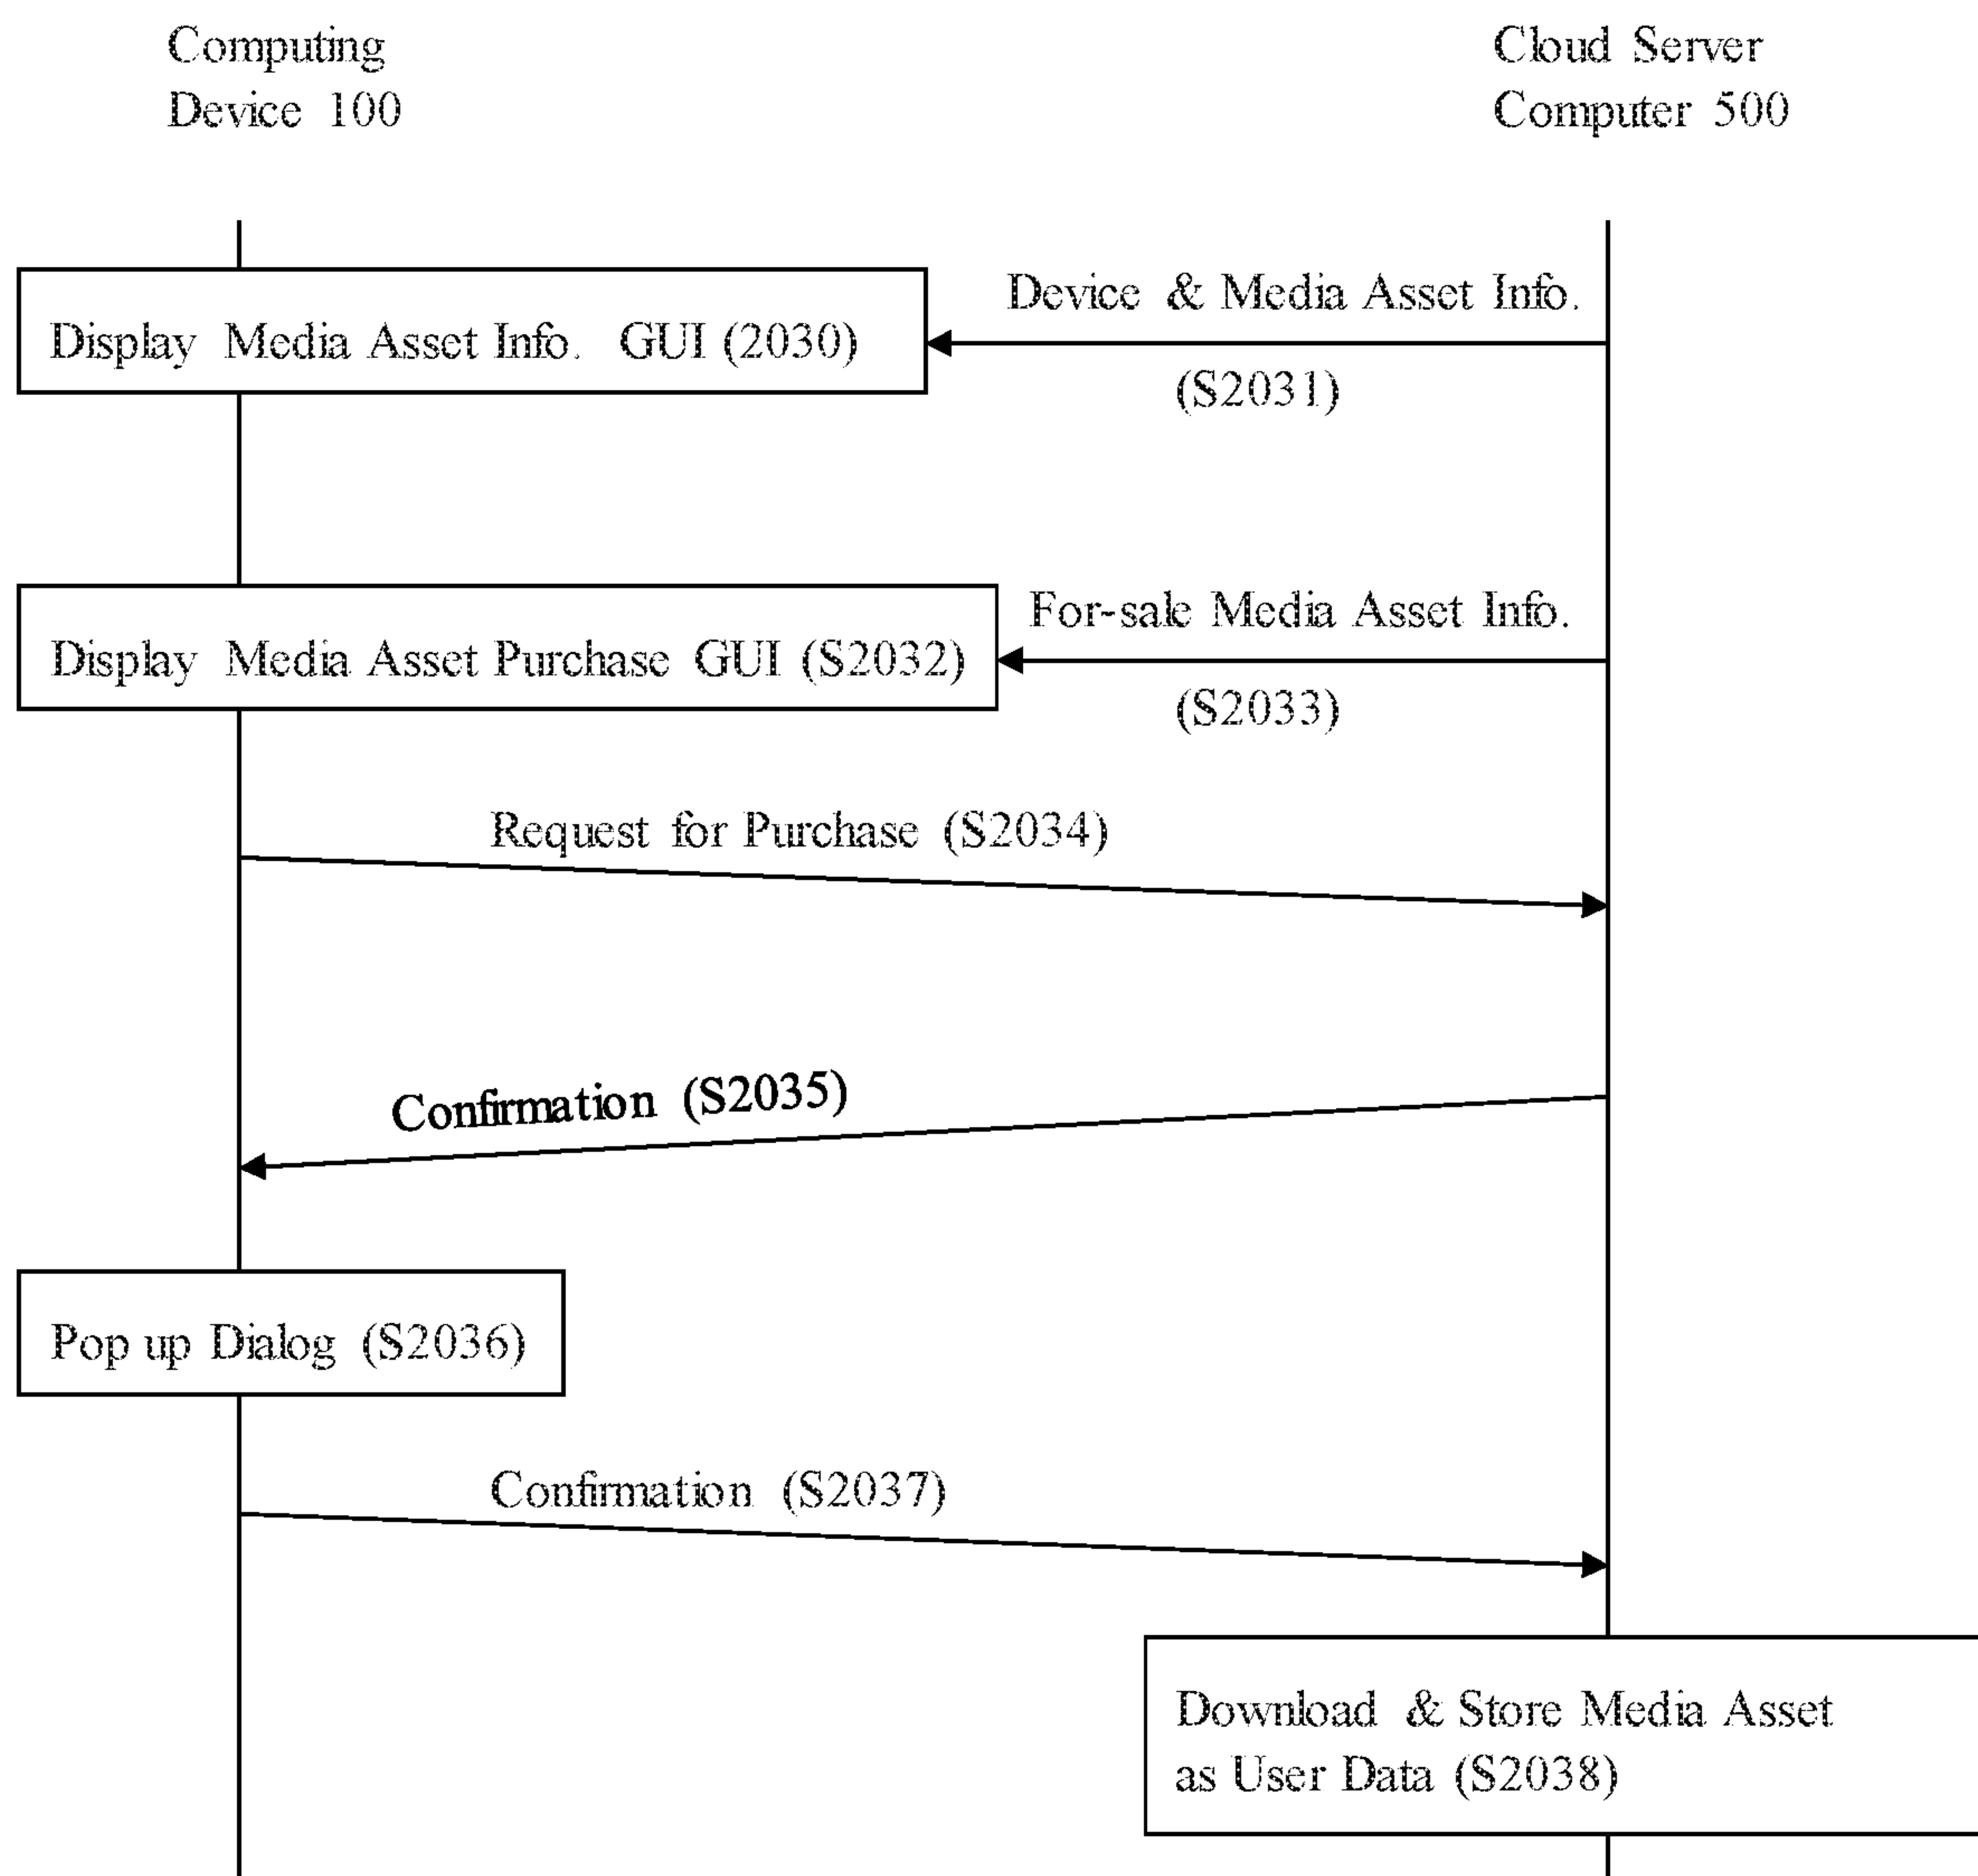 Computing
Device 100
Cloud Server
Computer 500
Device & Media Asset Info.
Display Media Asset Info. GUI (2030)
(S2031)
For-sale Media Asset Info.
Display Media Asset Purchase GUI (S2032)
(S2033)
Request for Purchase (S2034)
Confirmation (S2035)
Pop up Dialog (S2036)
Confirmation (S2037)
Download & Store Media Asset
as User Data (S2038)